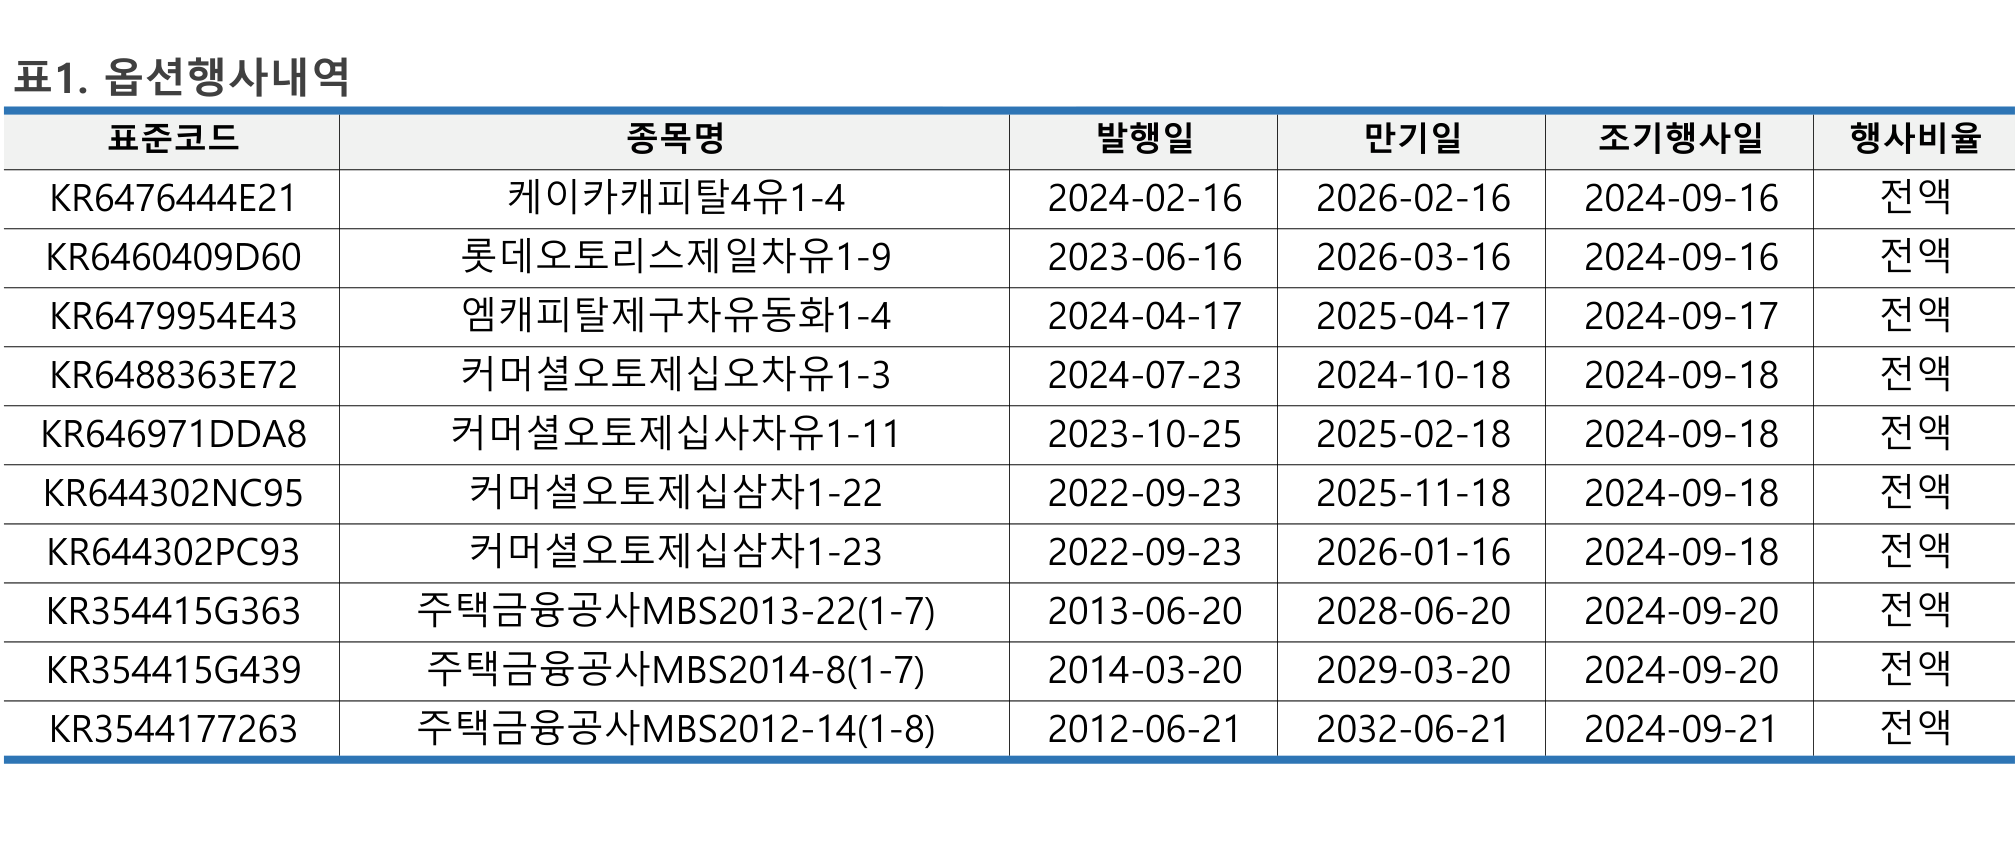 표1. 옵션행사내역
표준코드 종목명 발행일 만기일 조기행사일 행사비율
KR6476444E21 케이카캐피탈4유1-4 2024-02-16 2026-02-16 2024-09-16 전액
KR6460409D60 롯데오토리스제일차유1-9 2023-06-16 2026-03-16 2024-09-16 전액
KR6479954E43 엠캐피탈제구차유동화1-4 2024-04-17 2025-04-17 2024-09-17 전액
KR6488363E72 커머셜오토제십오차유1-3 2024-07-23 2024-10-18 2024-09-18 전액
KR646971DDA8 커머셜오토제십사차유1-11 2023-10-25 2025-02-18 2024-09-18 전액
KR644302NC95 커머셜오토제십삼차1-22 2022-09-23 2025-11-18 2024-09-18 전액
KR644302PC93 커머셜오토제십삼차1-23 2022-09-23 2026-01-16 2024-09-18 전액
KR354415G363 주택금융공사MBS2013-22(1-7) 2013-06-20 2028-06-20 2024-09-20 전액
KR354415G439 주택금융공사MBS2014-8(1-7) 2014-03-20 2029-03-20 2024-09-20 전액
KR3544177263 주택금융공사MBS2012-14(1-8) 2012-06-21 2032-06-21 2024-09-21 전액